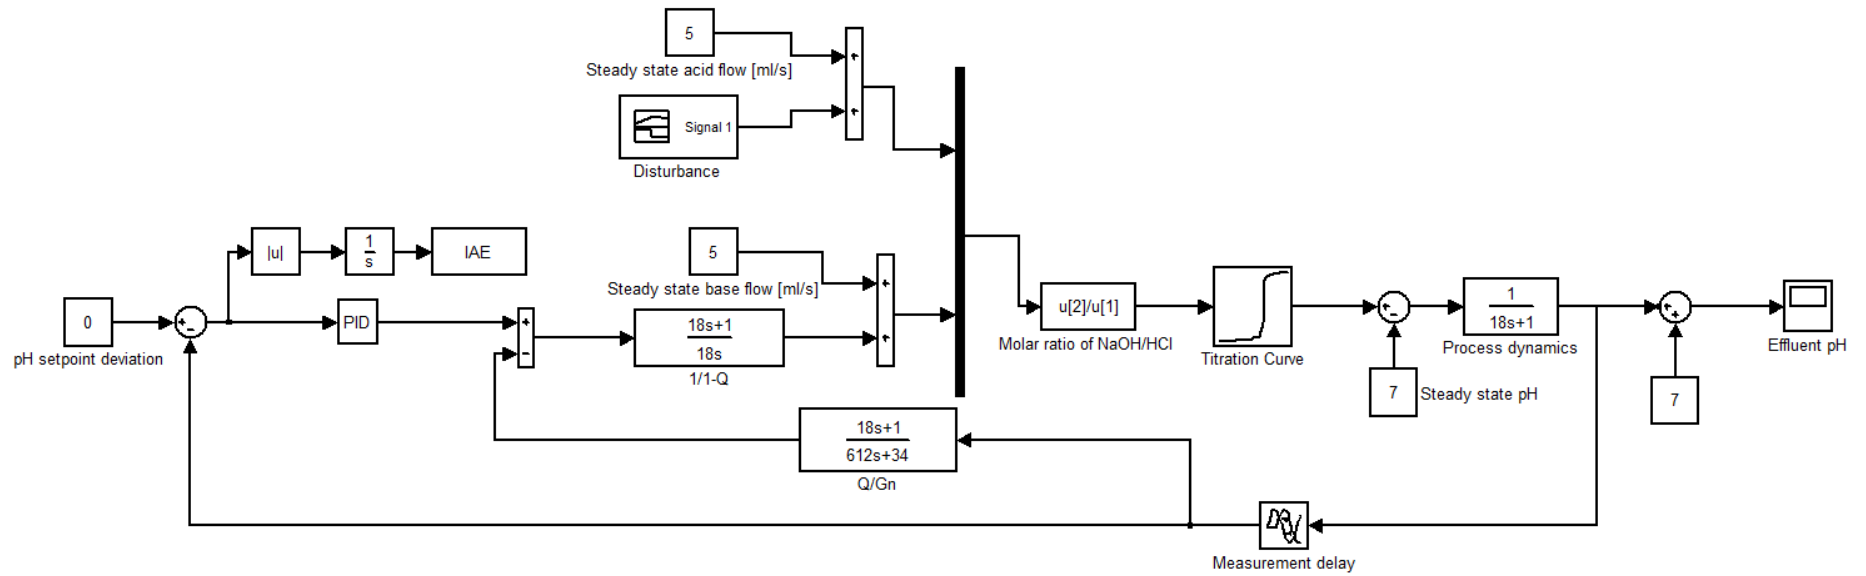 5
Steady state acid flow [ml/s]
Signal 1
Disturbance
|u|
1
s
IAE
5
Steady state base flow [ml/s]
0
pH setpoint deviation
PID
18s+1
18s
1/1-Q
u[2]/u[1]
Molar ratio of NaOH/HCl
Titration Curve
1
18s+1
Process dynamics
Effluent pH
7
Steady state pH
7
18s+1
612s+34
Q/Gn
Measurement delay